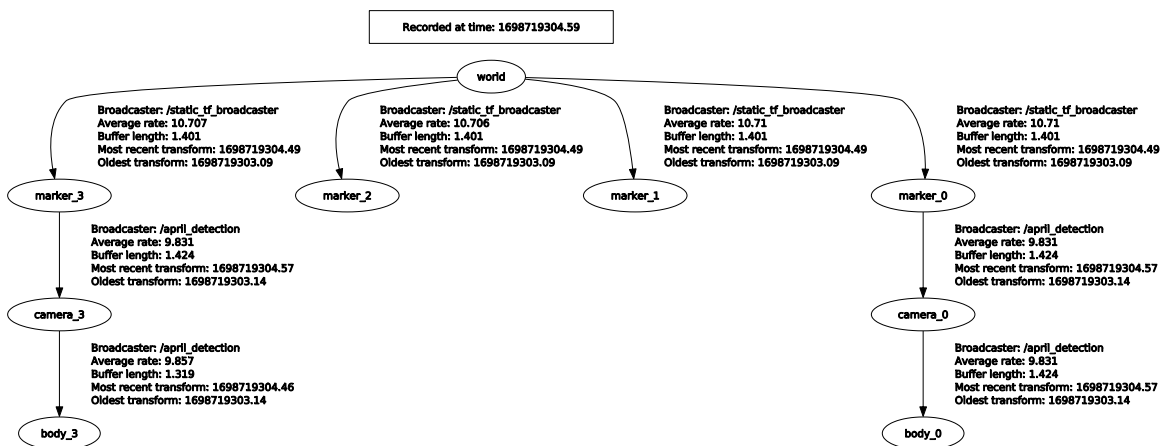 Recorded at time: 1698719304.59
world
Broadcaster: /static_tf_broadcaster
Average rate: 10.707
Buffer length: 1.401
Most recent transform: 1698719304.49
Oldest transform: 1698719303.09
Broadcaster: /static_tf_broadcaster
Average rate: 10.706
Buffer length: 1.401
Most recent transform: 1698719304.49
Oldest transform: 1698719303.09
Broadcaster: /static_tf_broadcaster
Average rate: 10.71
Buffer length: 1.401
Most recent transform: 1698719304.49
Oldest transform: 1698719303.09
Broadcaster: /static_tf_broadcaster
Average rate: 10.71
Buffer length: 1.401
Most recent transform: 1698719304.49
Oldest transform: 1698719303.09
marker_3
marker_2
marker_1
marker_0
Broadcaster: /april_detection
Average rate: 9.831
Buffer length: 1.424
Most recent transform: 1698719304.57
Oldest transform: 1698719303.14
Broadcaster: /april_detection
Average rate: 9.831
Buffer length: 1.424
Most recent transform: 1698719304.57
Oldest transform: 1698719303.14
camera_3
camera_0
Broadcaster: /april_detection
Average rate: 9.857
Buffer length: 1.319
Most recent transform: 1698719304.46
Oldest transform: 1698719303.14
Broadcaster: /april_detection
Average rate: 9.831
Buffer length: 1.424
Most recent transform: 1698719304.57
Oldest transform: 1698719303.14
body_3
body_0